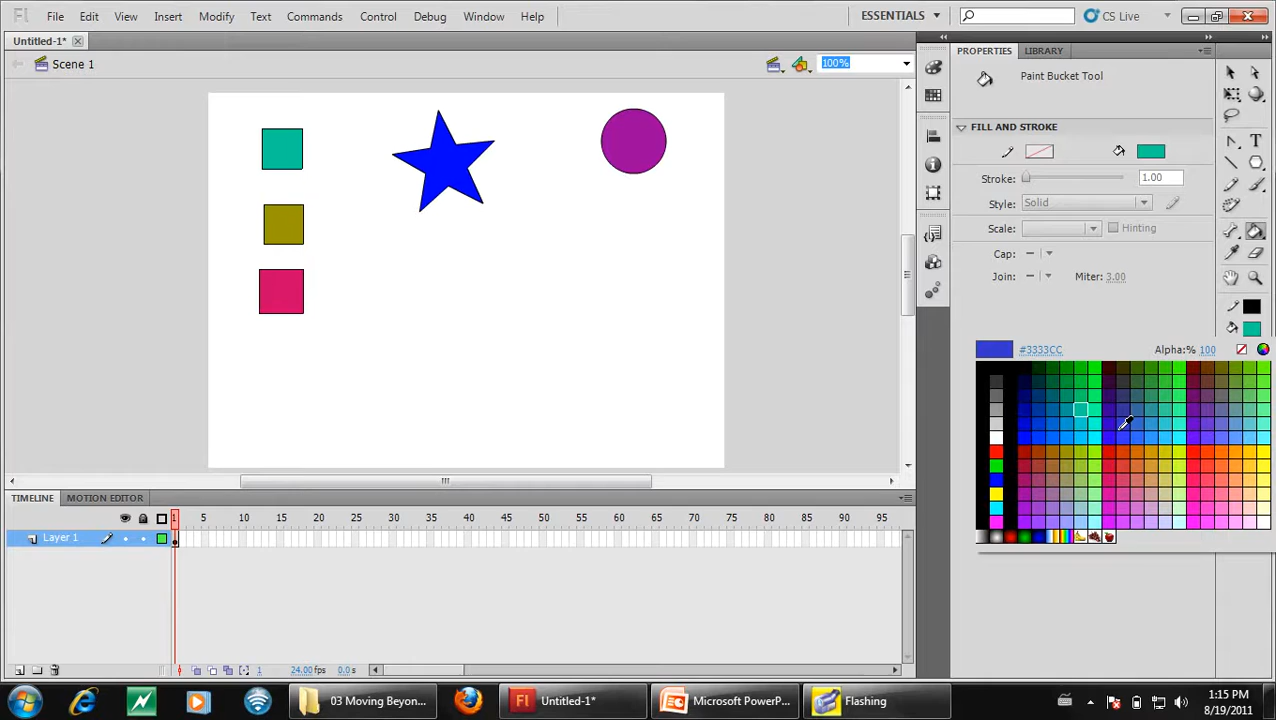 Fl File Edit View Insert Modify Text Commands Control Debug Window Help ESSENTIALS CS Live
Untitled-1*
Scene 1 100%
PROPERTIES LIBRARY
Paint Bucket Tool
FILL AND STROKE
Stroke: 1.00
Style: Solid
Scale: Hinting
Cap:
Join: Miter: 3.00
#3333CC Alpha:% 100
TIMELINE MOTION EDITOR
1 5 10 15 20 25 30 35 40 45 50 55 60 65 70 75 80 85 90 95
Layer 1
1 24.00 fps 0.0 s
03 Moving Beyon... Fl Untitled-1* Microsoft PowerP... Flashing
1:15 PM
8/19/2011